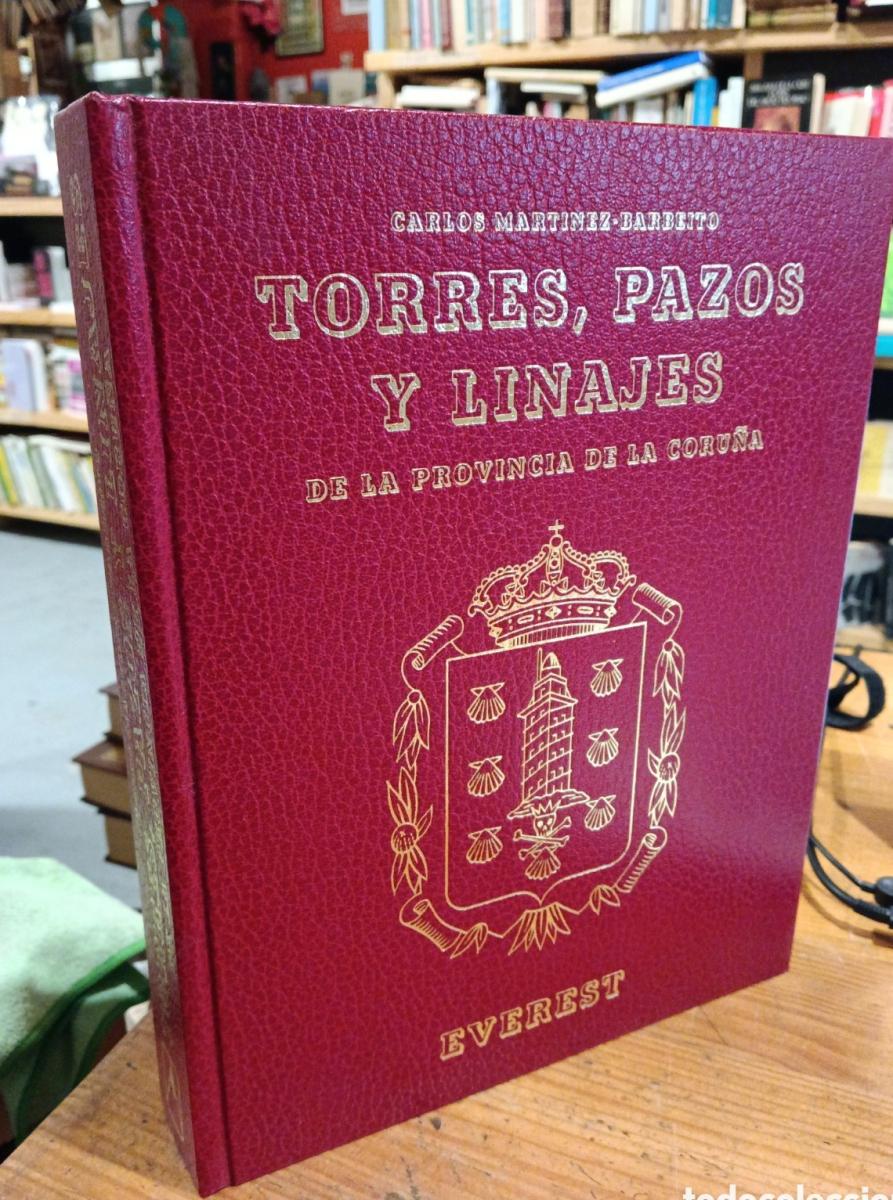 CARLOS MARTINEZ-BARBEITO
TORRES, PAZOS
Y LINAJES
DE LA PROVINCIA DE LA CORUÑA
EVEREST